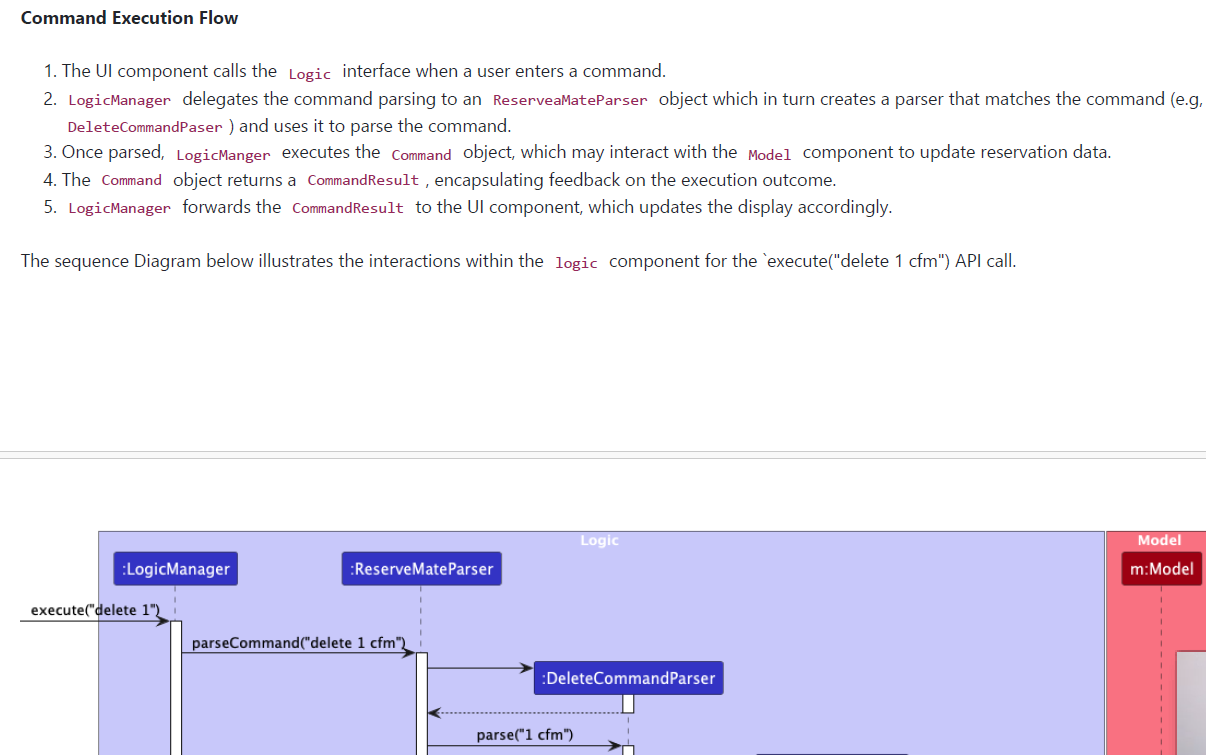 Command Execution Flow
1. The UI component calls the Logic interface when a user enters a command.
2. LogicManager delegates the command parsing to an ReserveaMateParser object which in turn creates a parser that matches the command (e.g,
DeleteCommandPaser ) and uses it to parse the command.
3. Once parsed, LogicManger executes the Command object, which may interact with the Model component to update reservation data.
4. The Command object returns a CommandResult , encapsulating feedback on the execution outcome.
5. LogicManager forwards the CommandResult to the UI component, which updates the display accordingly.
The sequence Diagram below illustrates the interactions within the logic component for the `execute("delete 1 cfm") API call.
Logic
Model
:LogicManager
:ReserveMateParser
m:Model
execute("delete 1")
parseCommand("delete 1 cfm")
:DeleteCommandParser
parse("1 cfm")